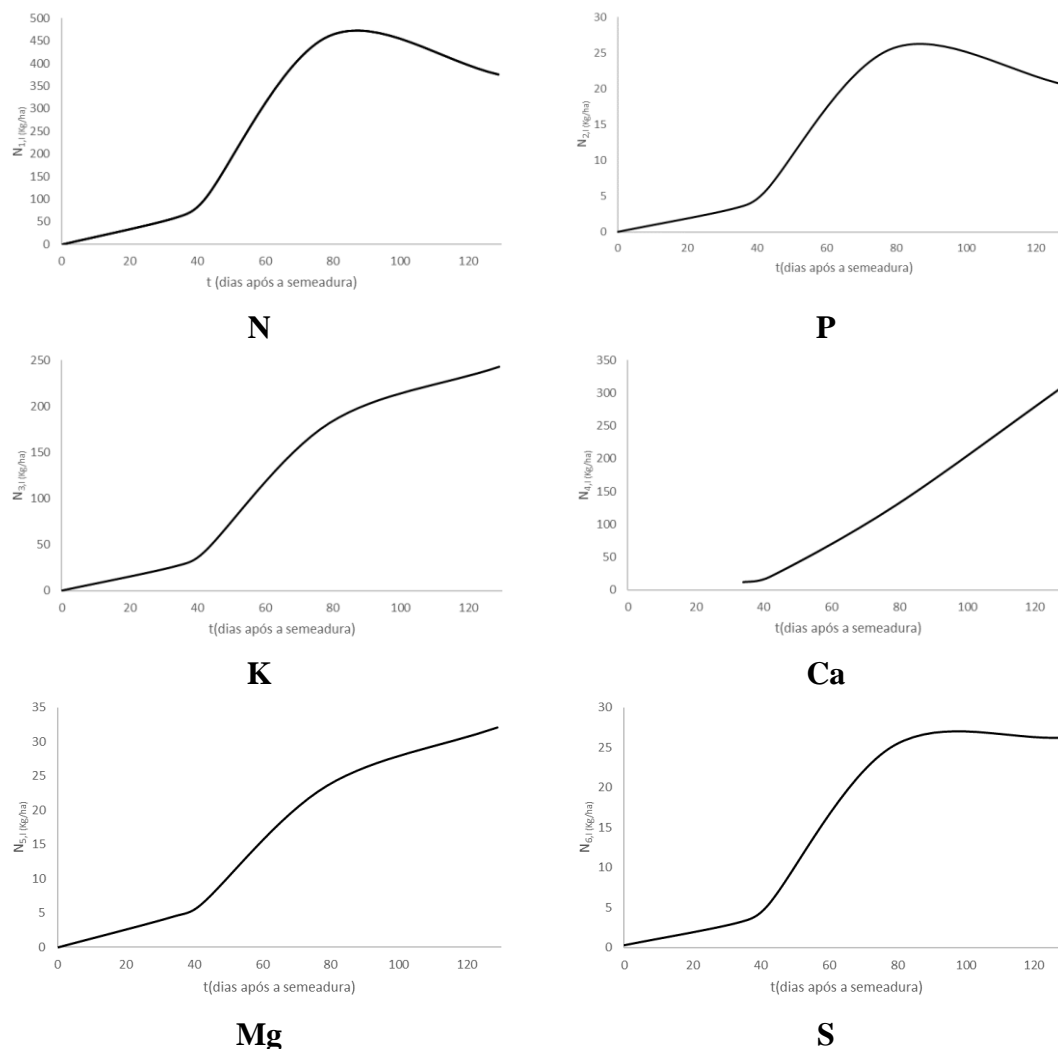 500
450
400
350
300
250
200
150
100
50
0
N1,I (Kg/ha)
0 20 40 60 80 100 120
t (dias após a semeadura)
N
30
25
20
15
10
5
0
N2,I (Kg/ha)
0 20 40 60 80 100 120
t(dias após a semeadura)
P
250
200
150
100
50
0
N3,I (Kg/ha)
0 20 40 60 80 100 120
t(dias após a semeadura)
K
350
300
250
200
150
100
50
0
N4,I (Kg/ha)
0 20 40 60 80 100 120
t(dias após a semeadura)
Ca
35
30
25
20
15
10
5
0
N5,I (Kg/ha)
0 20 40 60 80 100 120
t(dias após a semeadura)
Mg
30
25
20
15
10
5
0
N6,I (Kg/ha)
0 20 40 60 80 100 120
t(dias após a semeadura)
S